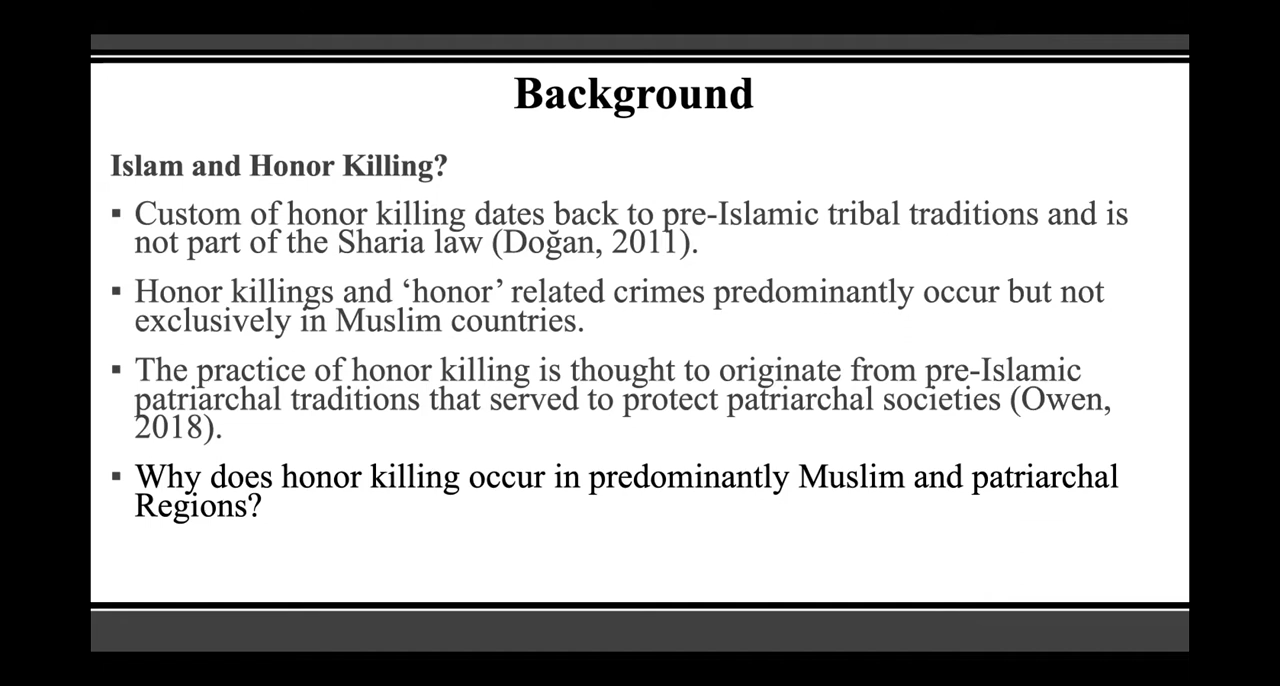 Background
Islam and Honor Killing?
▪ Custom of honor killing dates back to pre-Islamic tribal traditions and is
not part of the Sharia law (Doğan, 2011).
▪ Honor killings and ‘honor’ related crimes predominantly occur but not
exclusively in Muslim countries.
▪ The practice of honor killing is thought to originate from pre-Islamic
patriarchal traditions that served to protect patriarchal societies (Owen,
2018).
▪ Why does honor killing occur in predominantly Muslim and patriarchal
Regions?